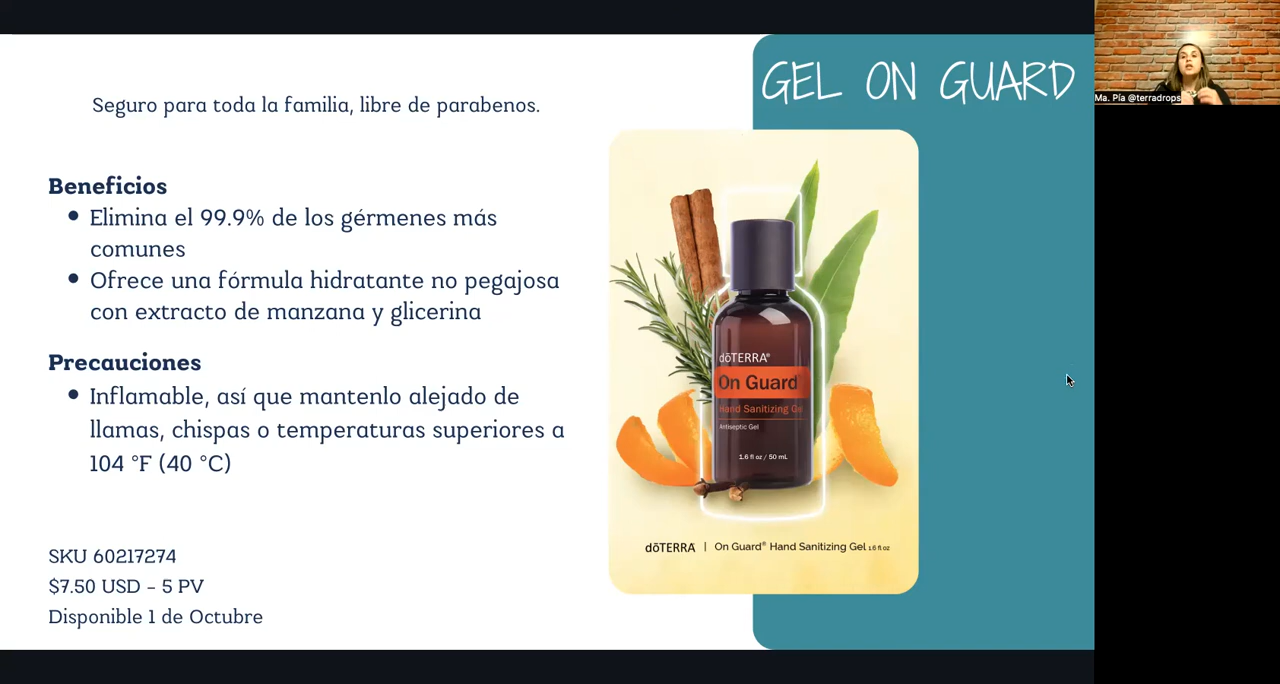 GEL ON GUARD
Ma. Pía @terradrops
Seguro para toda la familia, libre de parabenos.
Beneficios
Elimina el 99.9% de los gérmenes más
comunes
Ofrece una fórmula hidratante no pegajosa
con extracto de manzana y glicerina
Precauciones
Inflamable, así que mantenlo alejado de
llamas, chispas o temperaturas superiores a
104 °F (40 °C)
SKU 60217274
$7.50 USD - 5 PV
Disponible 1 de Octubre
dōTERRA®
On Guard
Hand Sanitizing Ge
Antiseptic Gel
1.6 fl oz / 50 mL
dōTERRA | On Guard® Hand Sanitizing Gel 1.6 fl oz